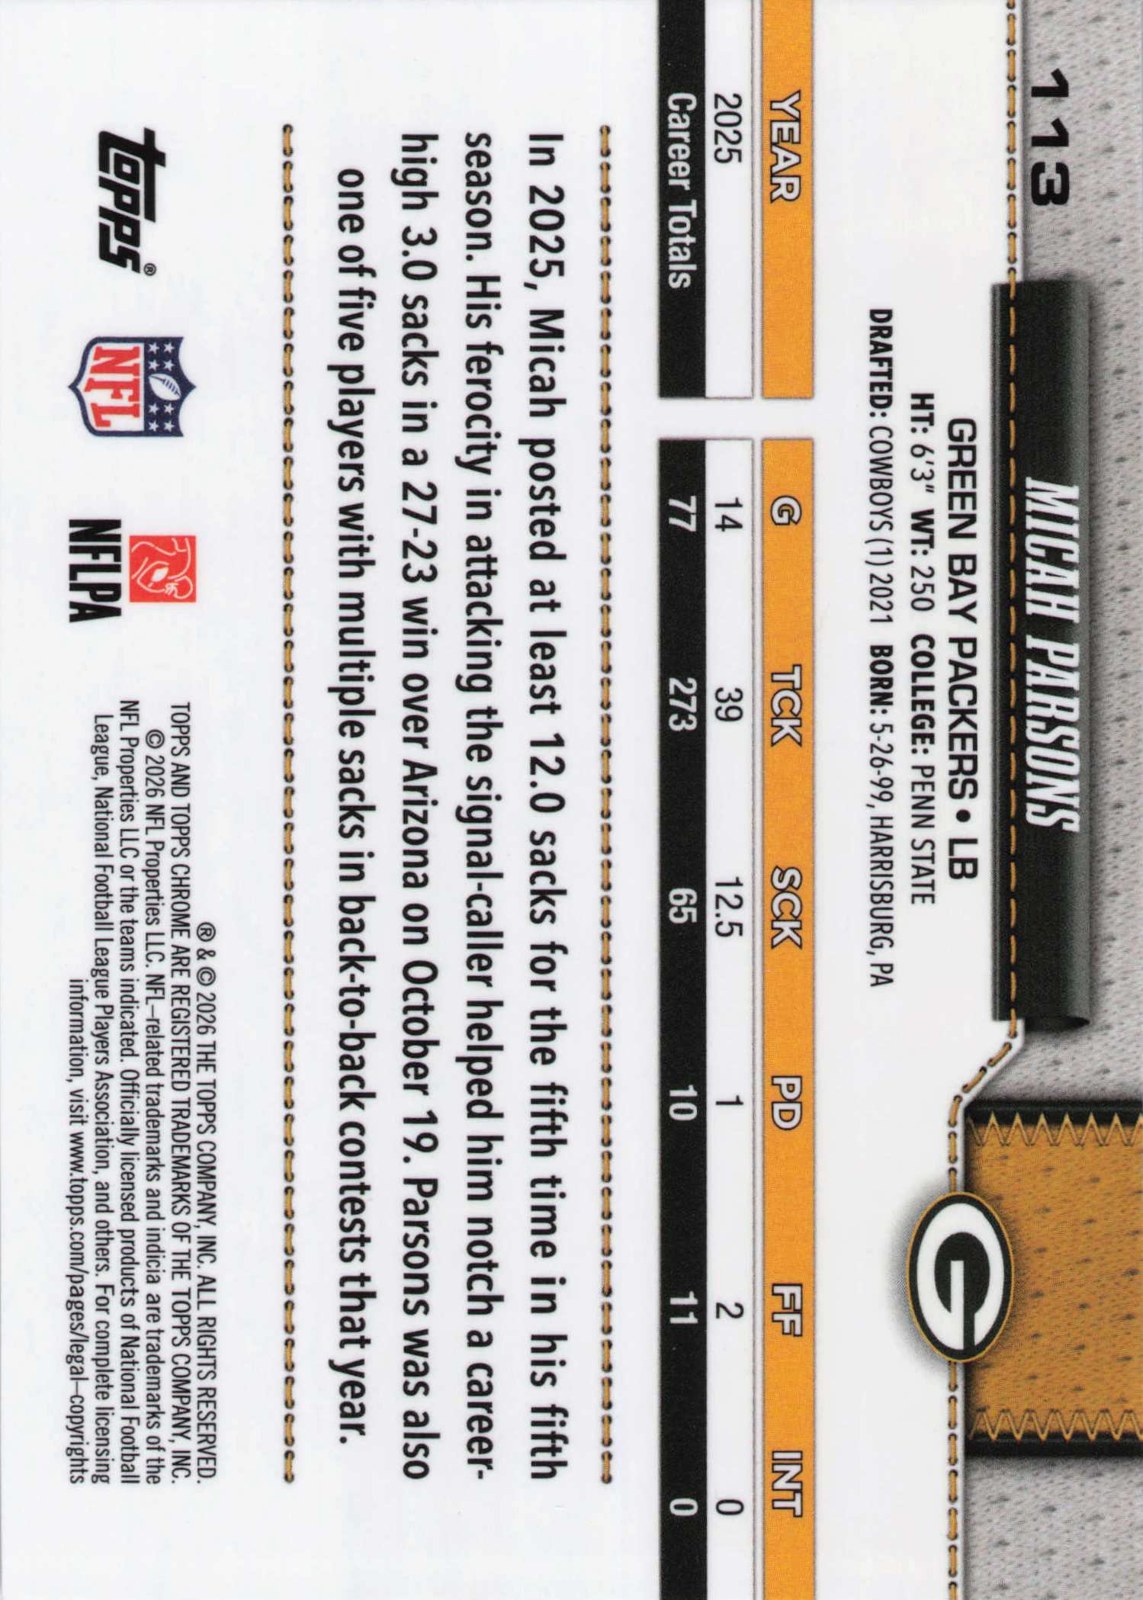 113
MICAH PARSONS
GREEN BAY PACKERS • LB
HT: 6'3" WT: 250 COLLEGE: PENN STATE
DRAFTED: COWBOYS (1) 2021 BORN: 5-26-99, HARRISBURG, PA
G
YEAR G TCK SCK PD FF INT
2025 14 39 12.5 1 2 0
Career Totals 77 273 65 10 11 0
In 2025, Micah posted at least 12.0 sacks for the fifth time in his fifth
season. His ferocity in attacking the signal-caller helped him notch a career-
high 3.0 sacks in a 27-23 win over Arizona on October 19. Parsons was also
one of five players with multiple sacks in back-to-back contests that year.
topps®
NFL
NFLPA
® & © 2026 THE TOPPS COMPANY, INC. ALL RIGHTS RESERVED.
TOPPS AND TOPPS CHROME ARE REGISTERED TRADEMARKS OF THE TOPPS COMPANY, INC.
© 2026 NFL Properties LLC. NFL-related trademarks and indicia are trademarks of the
NFL Properties LLC or the teams indicated. Officially licensed products of National Football
League, National Football League Players Association, and others. For complete licensing
information, visit www.topps.com/pages/legal-copyrights